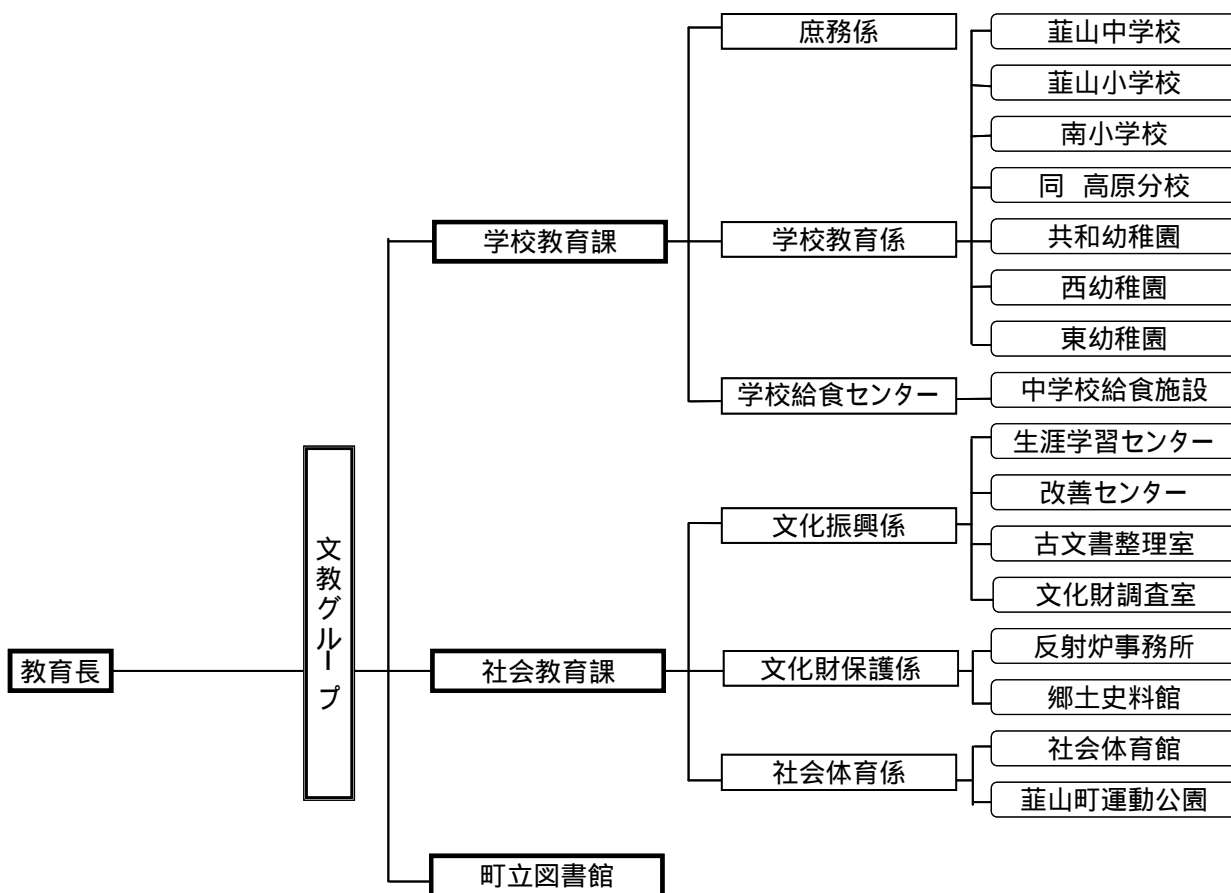 庶務係
韮山中学校
韮山小学校
南小学校
同 高原分校
学校教育課
学校教育係
共和幼稚園
西幼稚園
東幼稚園
学校給食センター
中学校給食施設
生涯学習センター
改善センター
文化振興係
古文書整理室
文化財調査室
文教グループ
教育長
社会教育課
文化財保護係
反射炉事務所
郷土史料館
社会体育係
社会体育館
韮山町運動公園
町立図書館